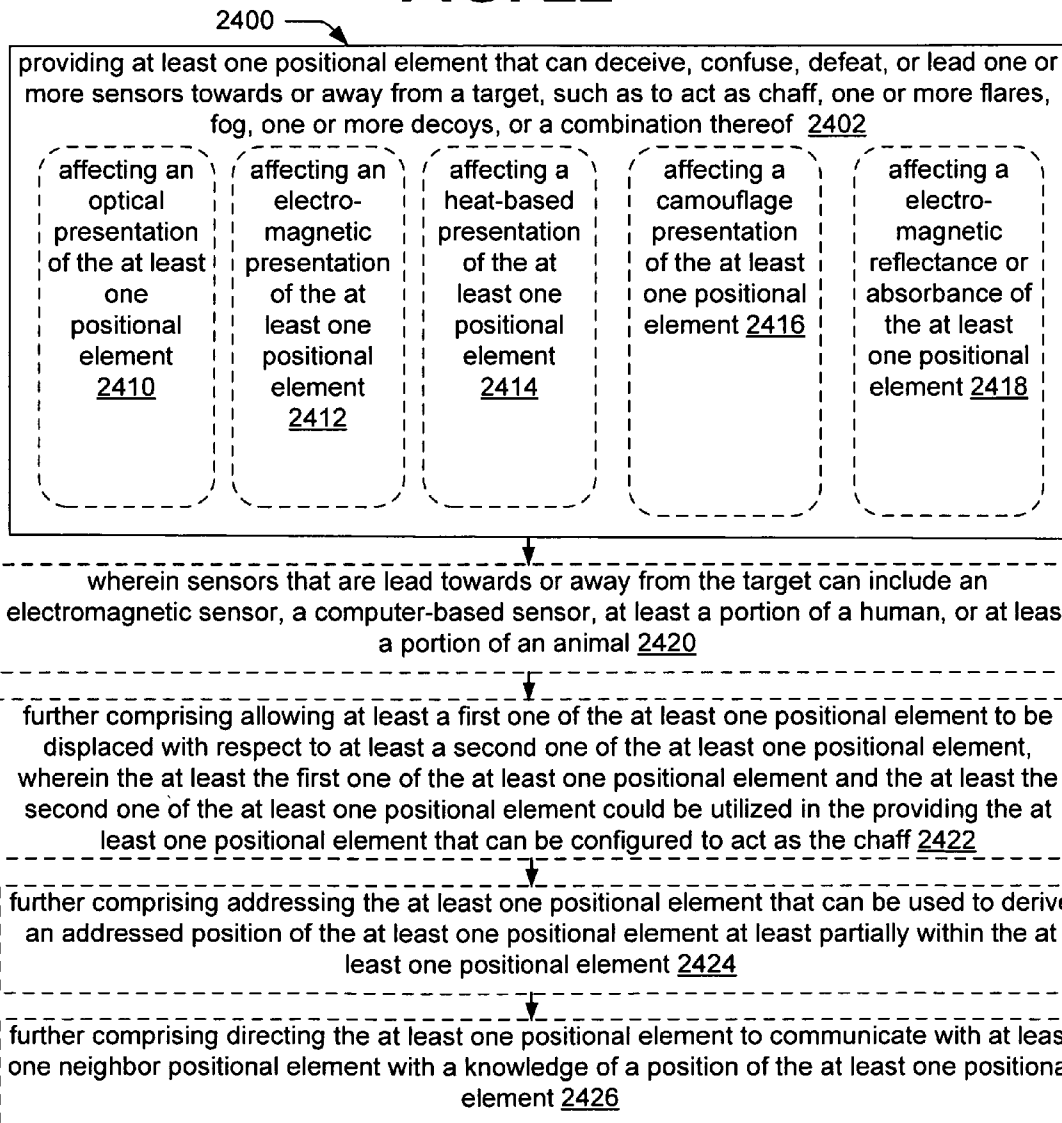 2400
providing at least one positional element that can deceive, confuse, defeat, or lead one or
more sensors towards or away from a target, such as to act as chaff, one or more flares,
fog, one or more decoys, or a combination thereof 2402
affecting an
optical
presentation
of the at least
one
positional
element
2410
affecting an
electro-
magnetic
presentation
of the at
least one
positional
element
2412
affecting a
heat-based
presentation
of the at
least one
positional
element
2414
affecting a
camouflage
presentation
of the at least
one positional
element 2416
affecting a
electro-
magnetic
reflectance or
absorbance of
the at least
one positional
element 2418
wherein sensors that are lead towards or away from the target can include an
electromagnetic sensor, a computer-based sensor, at least a portion of a human, or at leas
a portion of an animal 2420
further comprising allowing at least a first one of the at least one positional element to be
displaced with respect to at least a second one of the at least one positional element,
wherein the at least the first one of the at least one positional element and the at least the
second one of the at least one positional element could be utilized in the providing the at
least one positional element that can be configured to act as the chaff 2422
further comprising addressing the at least one positional element that can be used to derive
an addressed position of the at least one positional element at least partially within the at
least one positional element 2424
further comprising directing the at least one positional element to communicate with at leas
one neighbor positional element with a knowledge of a position of the at least one positiona
element 2426